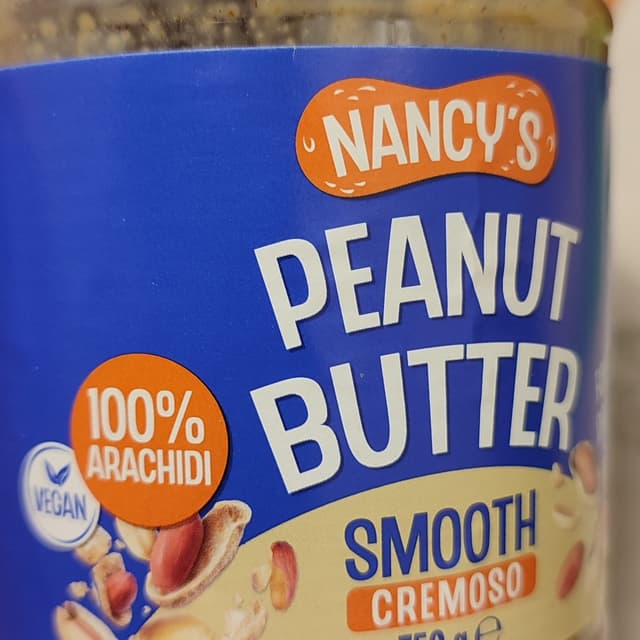 NANCY'S
PEANUT
BUTTER
100%
ARACHIDI
VEGAN
SMOOTH
CREMOSO